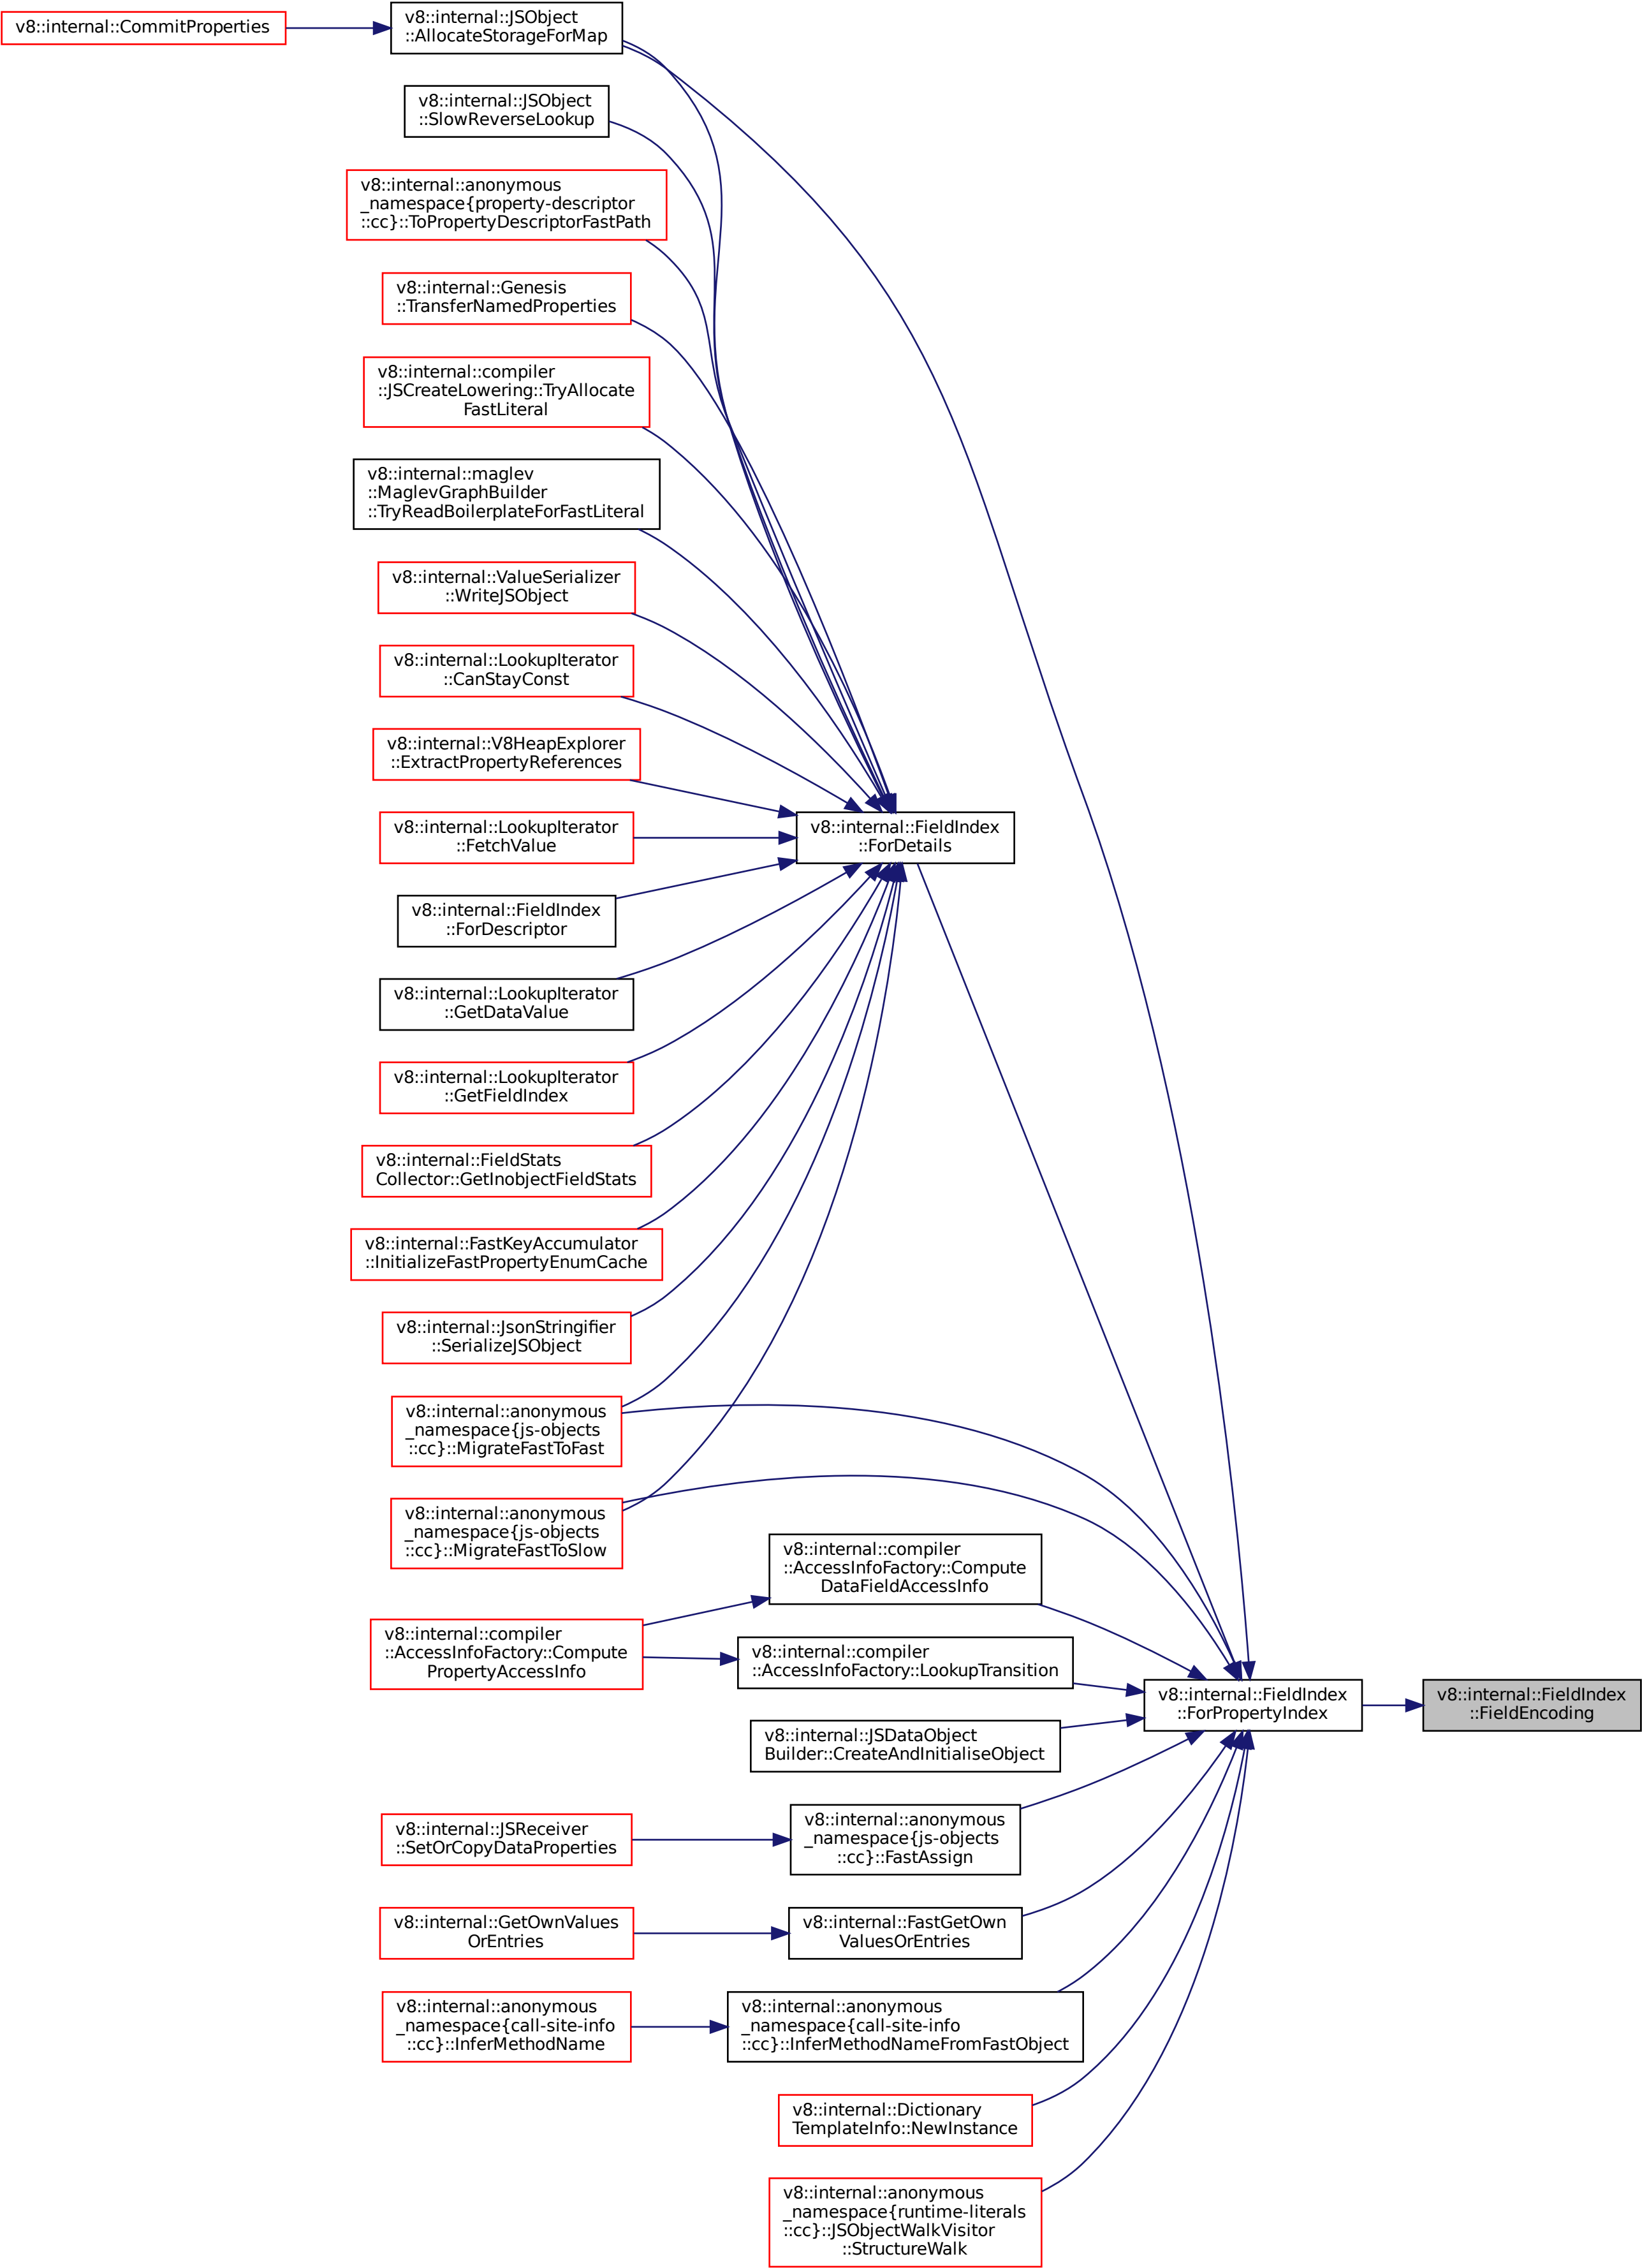 v8::internal::CommitProperties
v8::internal::JSObject
::AllocateStorageForMap
v8::internal::JSObject
::SlowReverseLookup
v8::internal::anonymous
_namespace{property-descriptor
::cc}::ToPropertyDescriptorFastPath
v8::internal::Genesis
::TransferNamedProperties
v8::internal::compiler
::JSCreateLowering::TryAllocate
FastLiteral
v8::internal::maglev
::MaglevGraphBuilder
::TryReadBoilerplateForFastLiteral
v8::internal::ValueSerializer
::WriteJSObject
v8::internal::LookupIterator
::CanStayConst
v8::internal::V8HeapExplorer
::ExtractPropertyReferences
v8::internal::LookupIterator
::FetchValue
v8::internal::FieldIndex
::ForDetails
v8::internal::FieldIndex
::ForDescriptor
v8::internal::LookupIterator
::GetDataValue
v8::internal::LookupIterator
::GetFieldIndex
v8::internal::FieldStats
Collector::GetInobjectFieldStats
v8::internal::FastKeyAccumulator
::InitializeFastPropertyEnumCache
v8::internal::JsonStringifier
::SerializeJSObject
v8::internal::anonymous
_namespace{js-objects
::cc}::MigrateFastToFast
v8::internal::anonymous
_namespace{js-objects
::cc}::MigrateFastToSlow
v8::internal::compiler
::AccessInfoFactory::Compute
DataFieldAccessInfo
v8::internal::compiler
::AccessInfoFactory::Compute
PropertyAccessInfo
v8::internal::compiler
::AccessInfoFactory::LookupTransition
v8::internal::FieldIndex
::ForPropertyIndex
v8::internal::FieldIndex
::FieldEncoding
v8::internal::JSDataObject
Builder::CreateAndInitialiseObject
v8::internal::JSReceiver
::SetOrCopyDataProperties
v8::internal::anonymous
_namespace{js-objects
::cc}::FastAssign
v8::internal::GetOwnValues
OrEntries
v8::internal::FastGetOwn
ValuesOrEntries
v8::internal::anonymous
_namespace{call-site-info
::cc}::InferMethodName
v8::internal::anonymous
_namespace{call-site-info
::cc}::InferMethodNameFromFastObject
v8::internal::Dictionary
TemplateInfo::NewInstance
v8::internal::anonymous
_namespace{runtime-literals
::cc}::JSObjectWalkVisitor
::StructureWalk